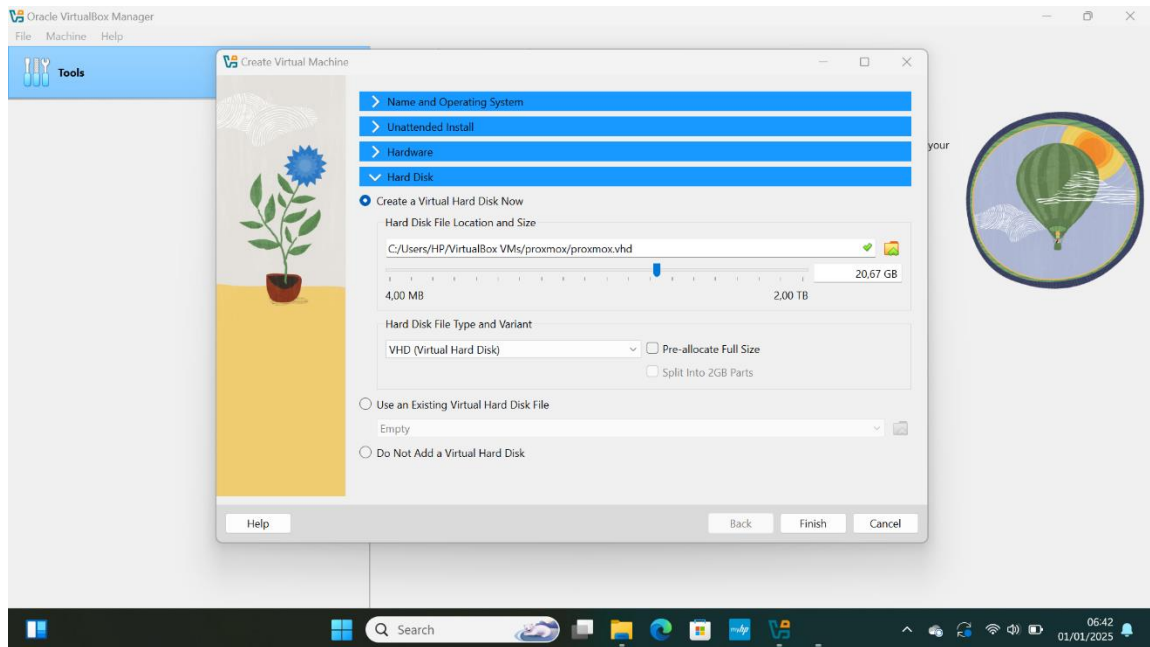 Oracle VirtualBox Manager
File Machine Help
Tools
Create Virtual Machine
Name and Operating System
Unattended Install
Hardware
your
Hard Disk
Create a Virtual Hard Disk Now
Hard Disk File Location and Size
C:/Users/HP/VirtualBox VMs/proxmox/proxmox.vhd
20,67 GB
4,00 MB 2,00 TB
Hard Disk File Type and Variant
VHD (Virtual Hard Disk) Pre-allocate Full Size
Split Into 2GB Parts
Use an Existing Virtual Hard Disk File
Empty
Do Not Add a Virtual Hard Disk
Help Back Finish Cancel
Search
myhp
06:42
01/01/2025